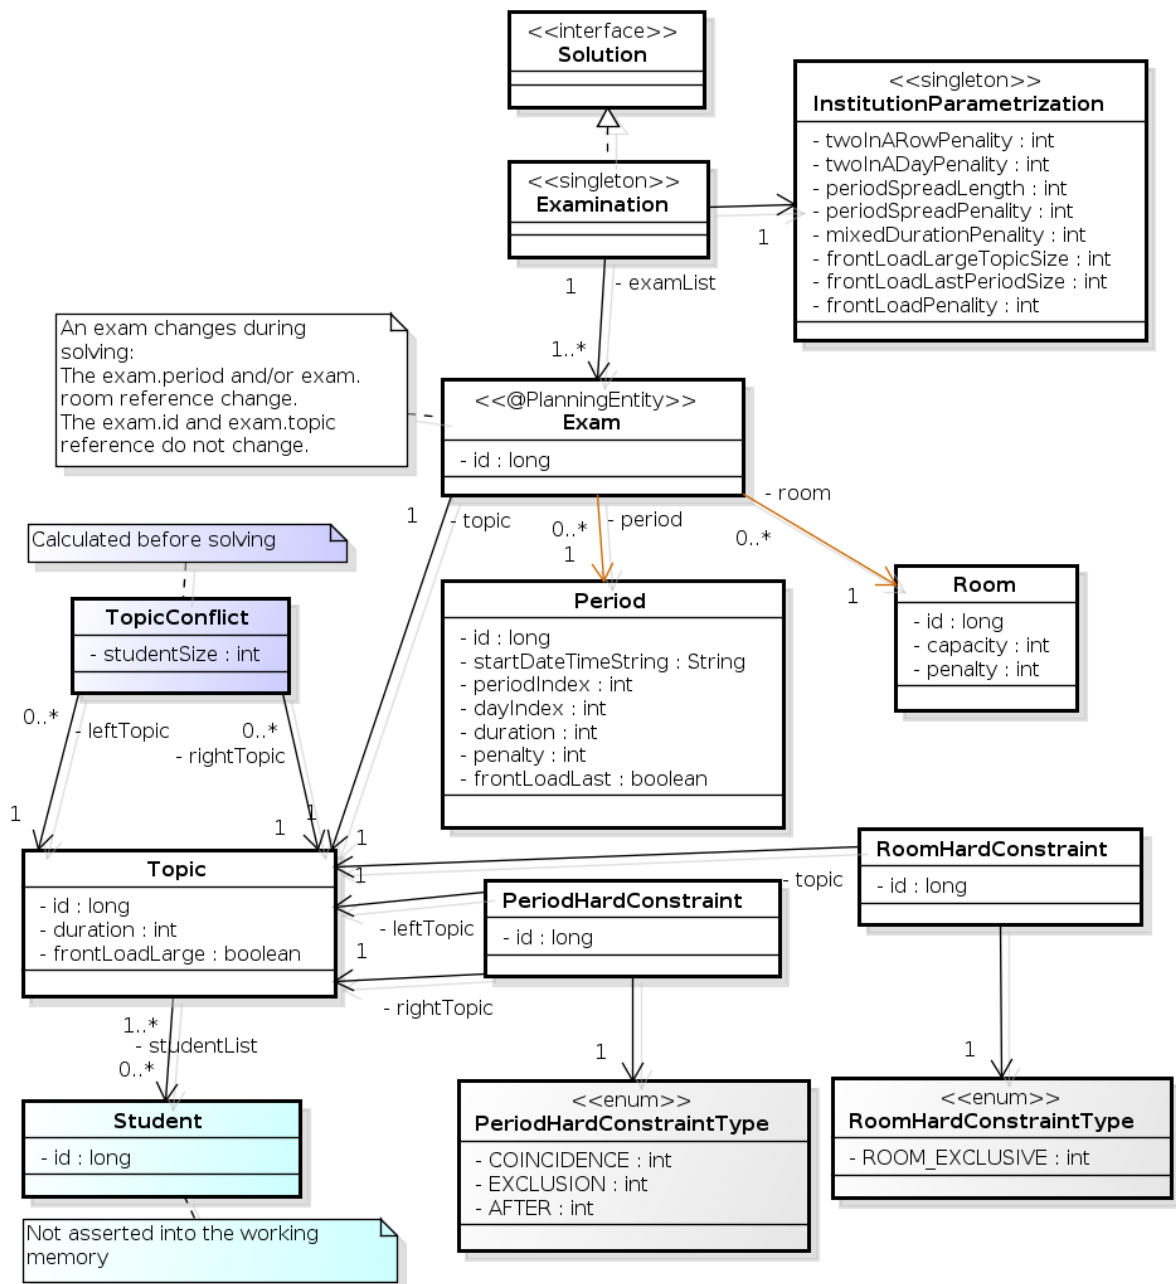 <<interface>>
Solution
<<singleton>>
InstitutionParametrization
- twoInARowPenality : int
- twoInADayPenality : int
- periodSpreadLength : int
- periodSpreadPenality : int
- mixedDurationPenality : int
- frontLoadLargeTopicSize : int
- frontLoadLastPeriodSize : int
- frontLoadPenality : int
<<singleton>>
Examination
1
1
- examList
1..*
An exam changes during
solving:
The exam.period and/or exam.
room reference change.
The exam.id and exam.topic
reference do not change.
<<@PlanningEntity>>
Exam
- id : long
1
- topic
0..*
- period
1
- room
0..*
1
Calculated before solving
TopicConflict
- studentSize : int
0..*
- leftTopic
0..*
- rightTopic
1
1
1
1
Period
- id : long
- startDateTimeString : String
- periodIndex : int
- dayIndex : int
- duration : int
- penalty : int
- frontLoadLast : boolean
Room
- id : long
- capacity : int
- penalty : int
Topic
- id : long
- duration : int
- frontLoadLarge : boolean
1
- leftTopic
1
- rightTopic
- topic
PeriodHardConstraint
- id : long
RoomHardConstraint
- id : long
1..*
- studentList
0..*
1
1
Student
- id : long
Not asserted into the working
memory
<<enum>>
PeriodHardConstraintType
- COINCIDENCE : int
- EXCLUSION : int
- AFTER : int
<<enum>>
RoomHardConstraintType
- ROOM_EXCLUSIVE : int